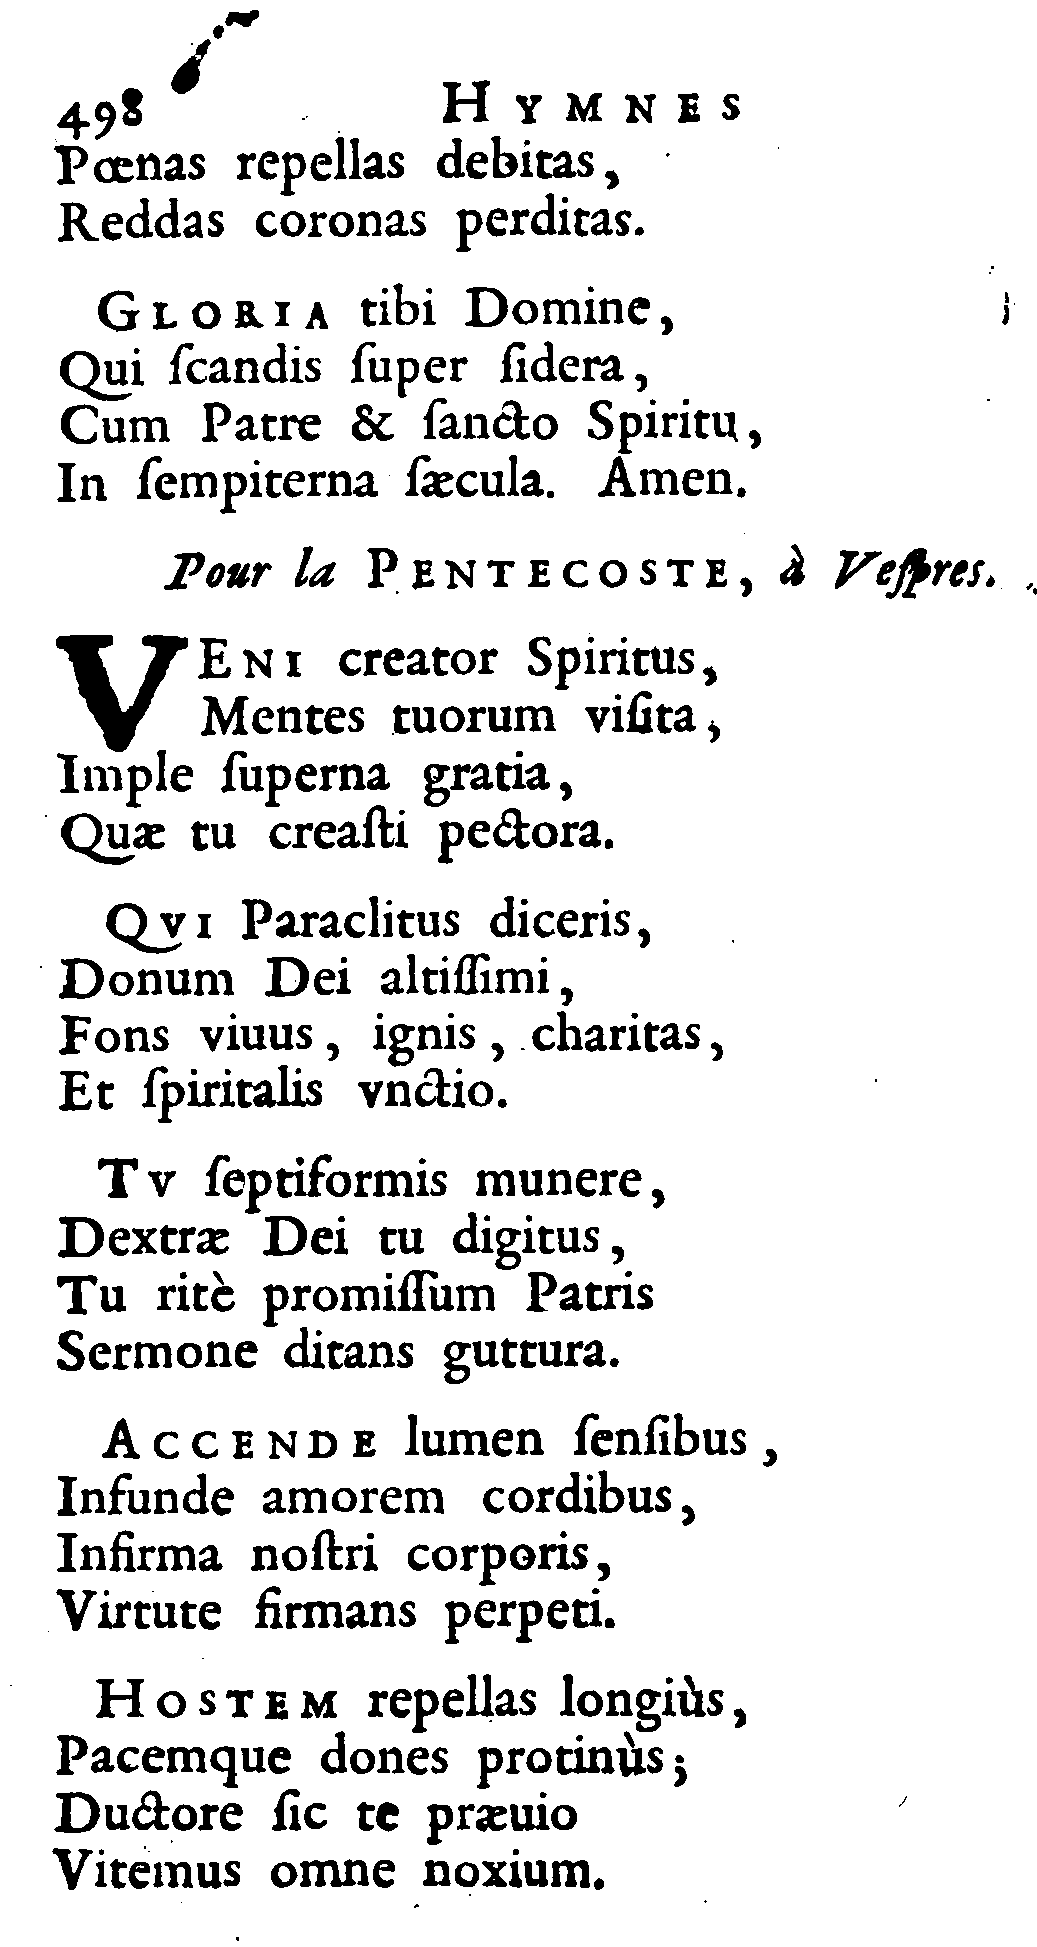 498 HYMNES
Pœnas repellas debitas,
Reddas coronas perditas.
GLORIA tibi Domine,
Qui ſcandis ſuper ſidera,
Cum Patre & ſancto Spiritu,
In ſempiterna ſæcula. Amen.
Pour la PENTECOSTE, à Veſpres.
VENI creator Spiritus,
Mentes tuorum viſita,
Imple ſuperna gratia,
Quæ tu creaſti pectora.
QVI Paraclitus diceris,
Donum Dei altiſſimi,
Fons viuus, ignis, charitas,
Et ſpiritalis vnctio.
TV ſeptiformis munere,
Dextræ Dei tu digitus,
Tu ritè promiſſum Patris
Sermone ditans guttura.
ACCENDE lumen ſenſibus,
Infunde amorem cordibus,
Infirma noſtri corporis,
Virtute firmans perpeti.
HOSTEM repellas longiùs,
Pacemque dones protinùs;
Ductore ſic te præuio
Vitemus omne noxium.